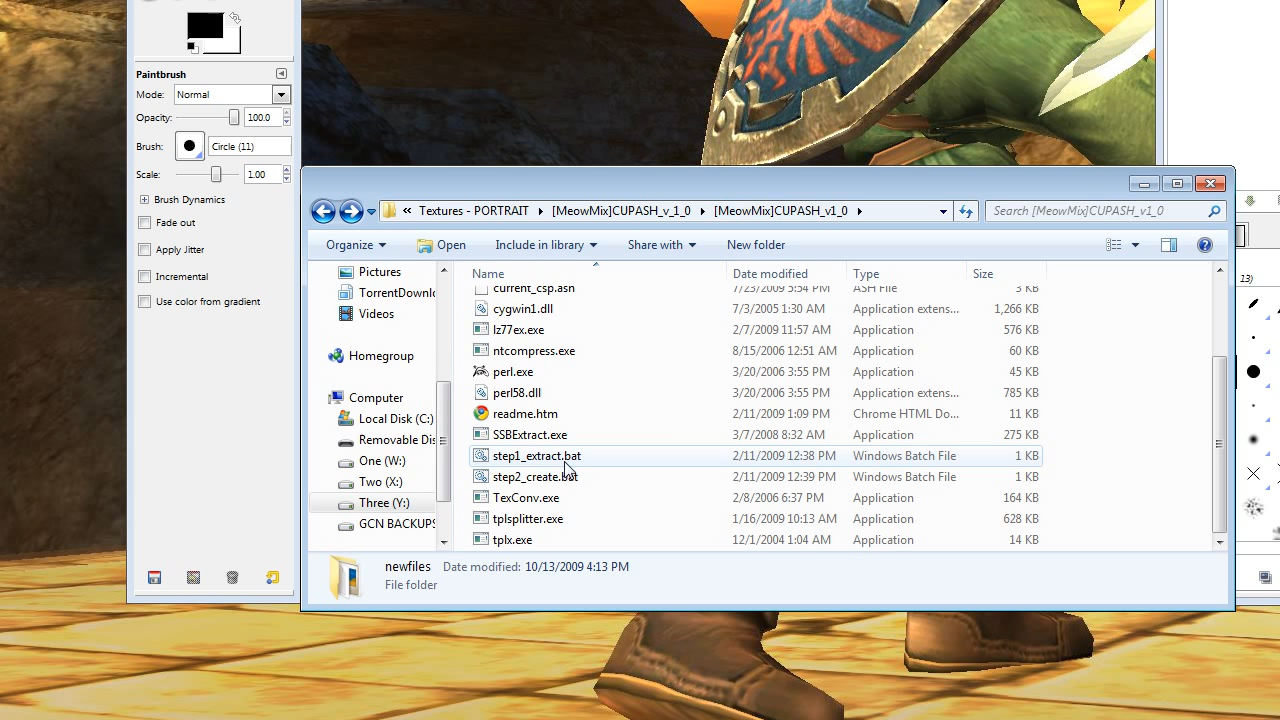 Paintbrush
Mode: Normal
Opacity: 100.0
Brush: Circle (11)
Scale: 1.00
Brush Dynamics
Fade out
Apply Jitter
Incremental
Use color from gradient
« Textures - PORTRAIT [MeowMix]CUPASH_v_1_0 [MeowMix]CUPASH_v1_0 Search [MeowMix]CUPASH_v1_0
Organize Open Include in library Share with New folder
Name Date modified Type Size
Pictures
TorrentDownlo
Videos
Homegroup
Computer
Local Disk (C:)
Removable Dis
One (W:)
Two (X:)
Three (Y:)
GCN BACKUPS
current_csp.ash 7/23/2009 5:54 PM ASH File 3 KB
cygwin1.dll 7/3/2005 1:30 AM Application extens... 1,266 KB
lz77ex.exe 2/7/2009 11:57 AM Application 576 KB
ntcompress.exe 8/15/2006 12:51 AM Application 60 KB
perl.exe 3/20/2006 3:55 PM Application 45 KB
perl58.dll 3/20/2006 3:55 PM Application extens... 785 KB
readme.htm 2/11/2009 1:09 PM Chrome HTML Do... 11 KB
SSBExtract.exe 3/7/2008 8:32 AM Application 275 KB
step1_extract.bat 2/11/2009 12:38 PM Windows Batch File 1 KB
step2_create.bat 2/11/2009 12:39 PM Windows Batch File 1 KB
TexConv.exe 2/8/2006 6:37 PM Application 164 KB
tplsplitter.exe 1/16/2009 10:13 AM Application 628 KB
tplx.exe 12/1/2004 1:04 AM Application 14 KB
newfiles Date modified: 10/13/2009 4:13 PM
File folder
13)